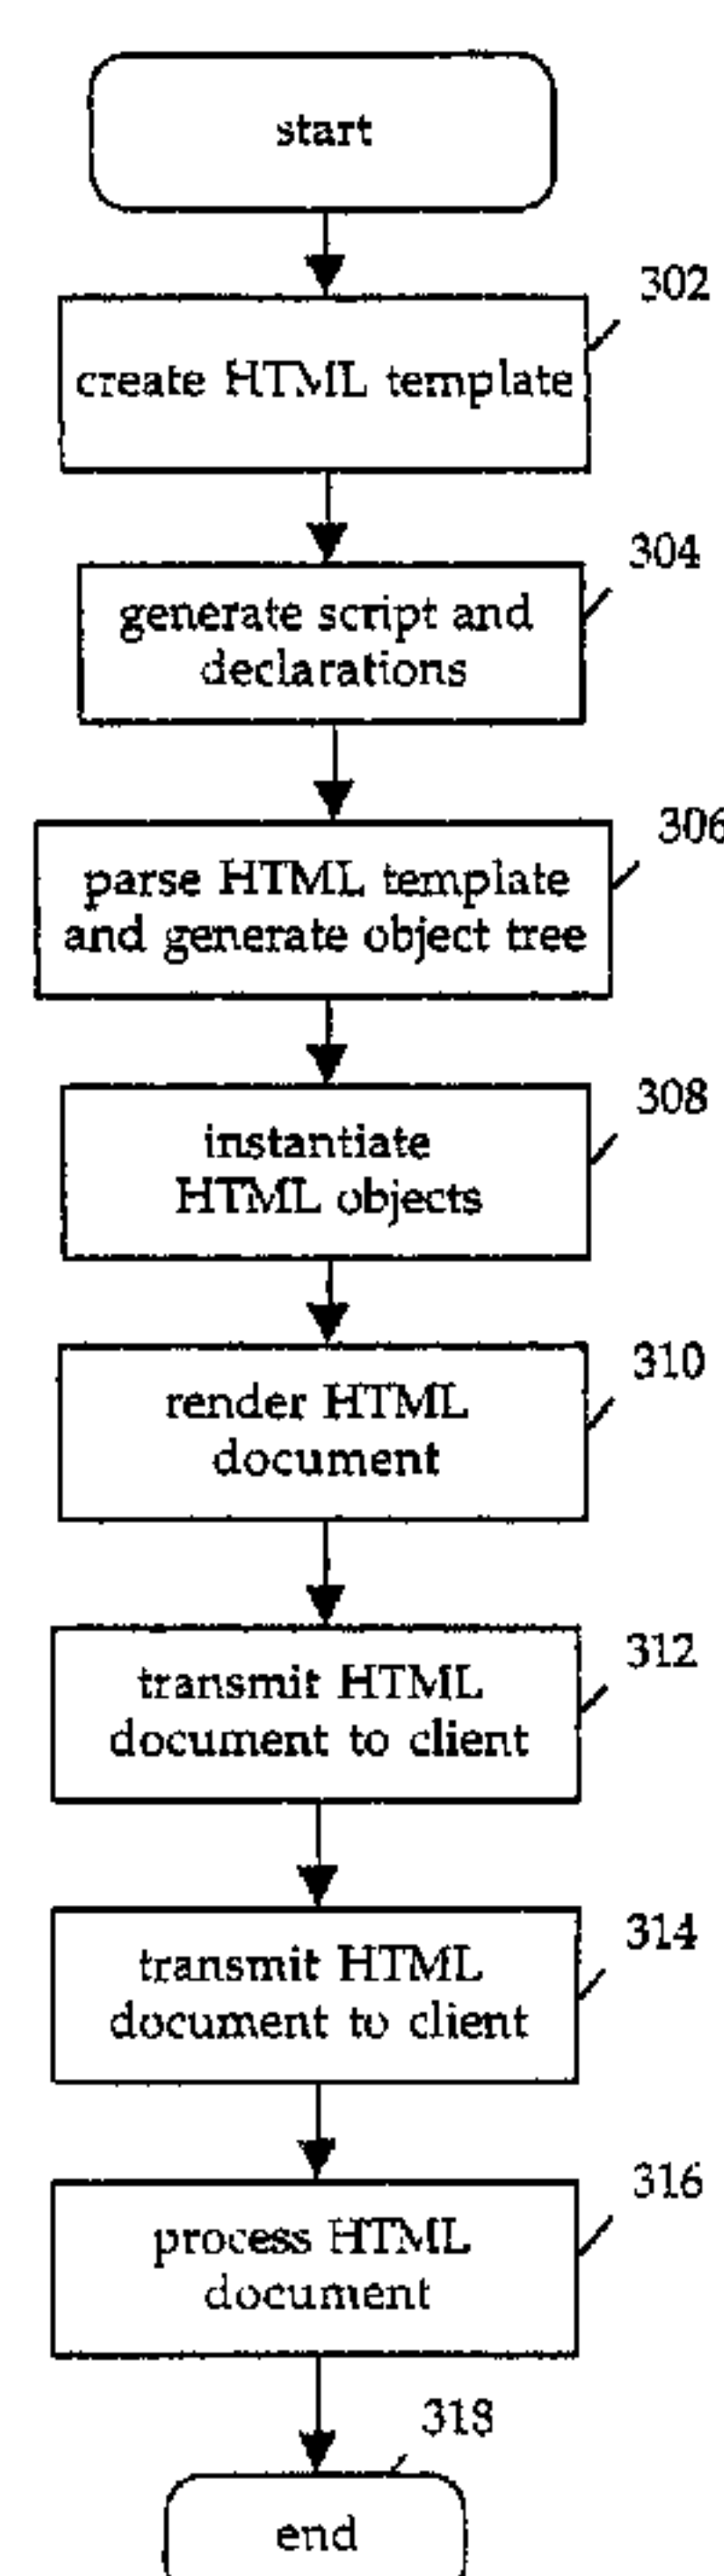 start
302
create HTML template
304
generate script and
declarations
306
parse HTML template
and generate object tree
308
instantiate
HTML objects
310
render HTML
document
312
transmit HTML
document to client
314
transmit HTML
document to client
316
process HTML
document
318
end